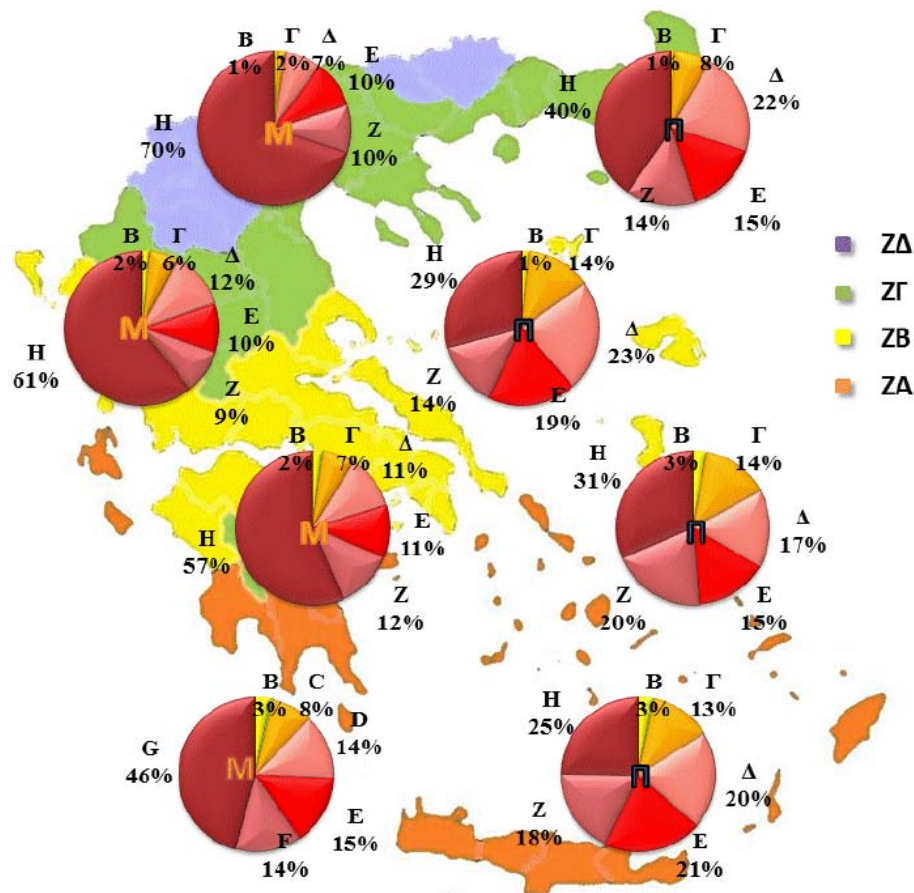 B
1%
Γ
2%
Δ
7%
E
10%
Z
10%
H
70%
M
B
1%
Γ
8%
Δ
22%
E
15%
Z
14%
H
40%
Π
B
2%
Γ
6%
Δ
12%
E
10%
Z
9%
H
61%
M
B
1%
Γ
14%
Δ
23%
E
19%
Z
14%
H
29%
Π
ΖΔ
ΖΓ
ΖΒ
ΖΑ
B
2%
Γ
7%
Δ
11%
E
11%
Z
12%
H
57%
M
B
3%
Γ
14%
Δ
17%
E
15%
Z
20%
H
31%
Π
B
3%
C
8%
D
14%
E
15%
F
14%
G
46%
M
B
3%
Γ
13%
Δ
20%
E
21%
Z
18%
H
25%
Π